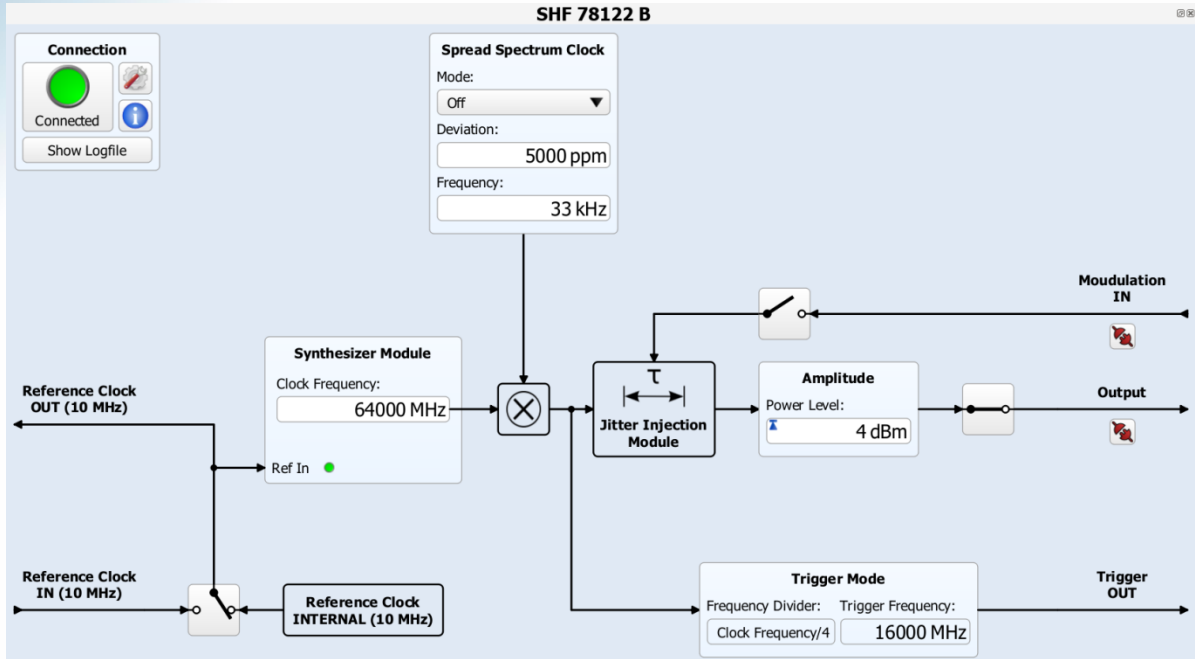 SHF 78122 B
Connection
Connected
Show Logfile
Spread Spectrum Clock
Mode:
Off
Deviation:
5000 ppm
Frequency:
33 kHz
Moudulation
IN
Synthesizer Module
Clock Frequency:
64000 MHz
Ref In
Reference Clock
OUT (10 MHz)
τ
Jitter Injection
Module
Amplitude
Power Level:
4 dBm
Output
Reference Clock
IN (10 MHz)
Reference Clock
INTERNAL (10 MHz)
Trigger Mode
Frequency Divider: Trigger Frequency:
Clock Frequency/4 16000 MHz
Trigger
OUT